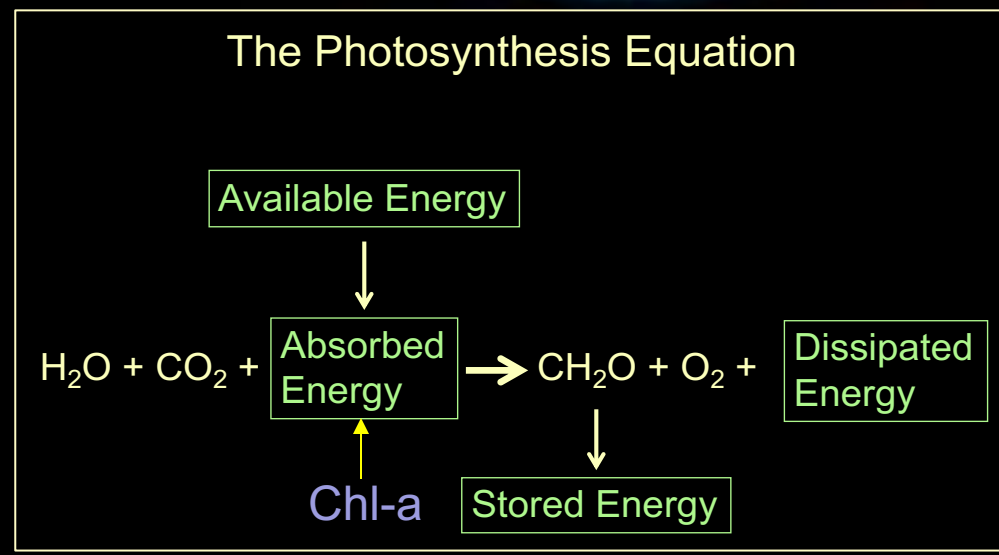 The Photosynthesis Equation
Available Energy
H₂O + CO₂ + Absorbed Energy → CH₂O + O₂ + Dissipated Energy
Chl-a
Stored Energy